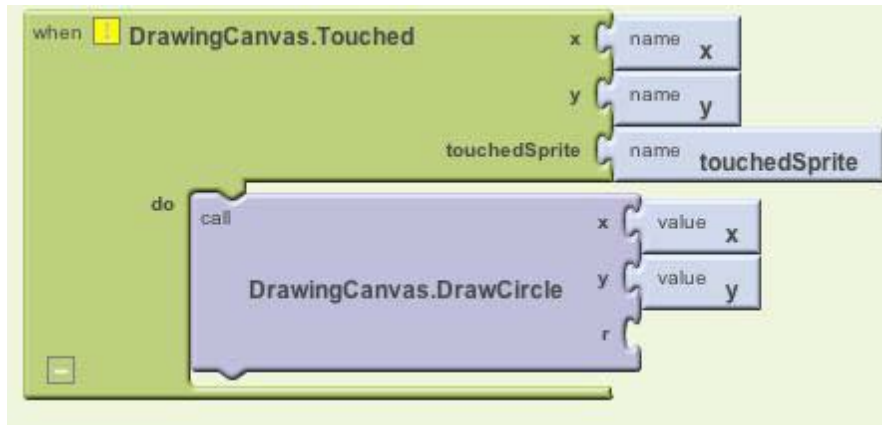 when ! DrawingCanvas.Touched x name x
y name y
touchedSprite name touchedSprite
do call x value x
DrawingCanvas.DrawCircle y value y
r